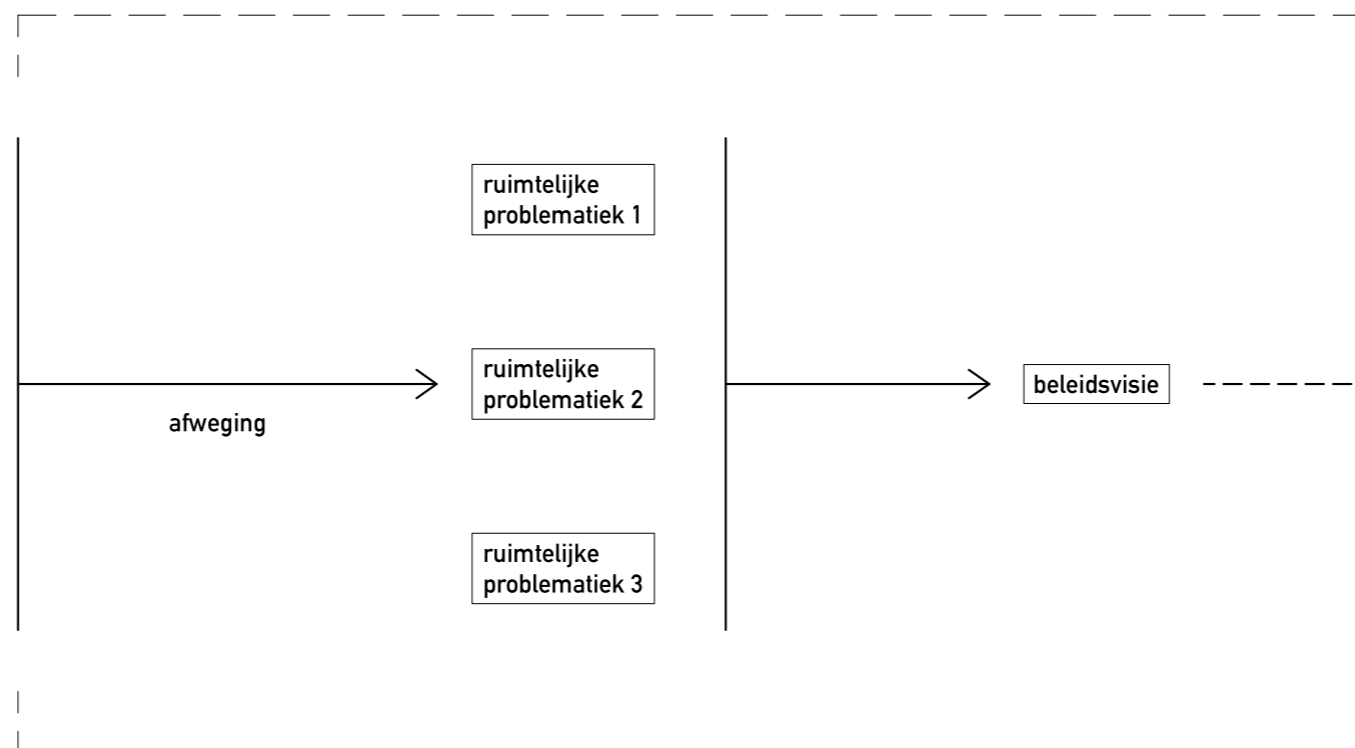 ruimtelijke
problematiek 1
ruimtelijke
problematiek 2
afweging
beleidsvisie
ruimtelijke
problematiek 3